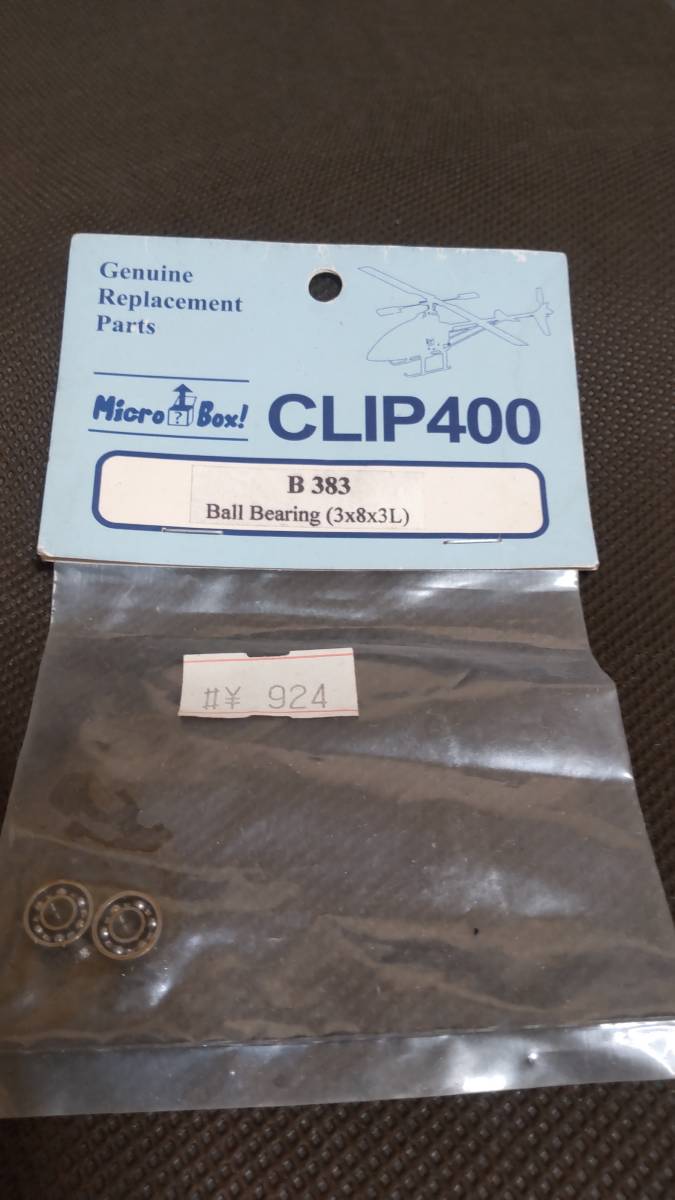 Genuine
Replacement
Parts
Micro ? Box!
CLIP400
B 383
Ball Bearing (3x8x3L)
#¥ 924